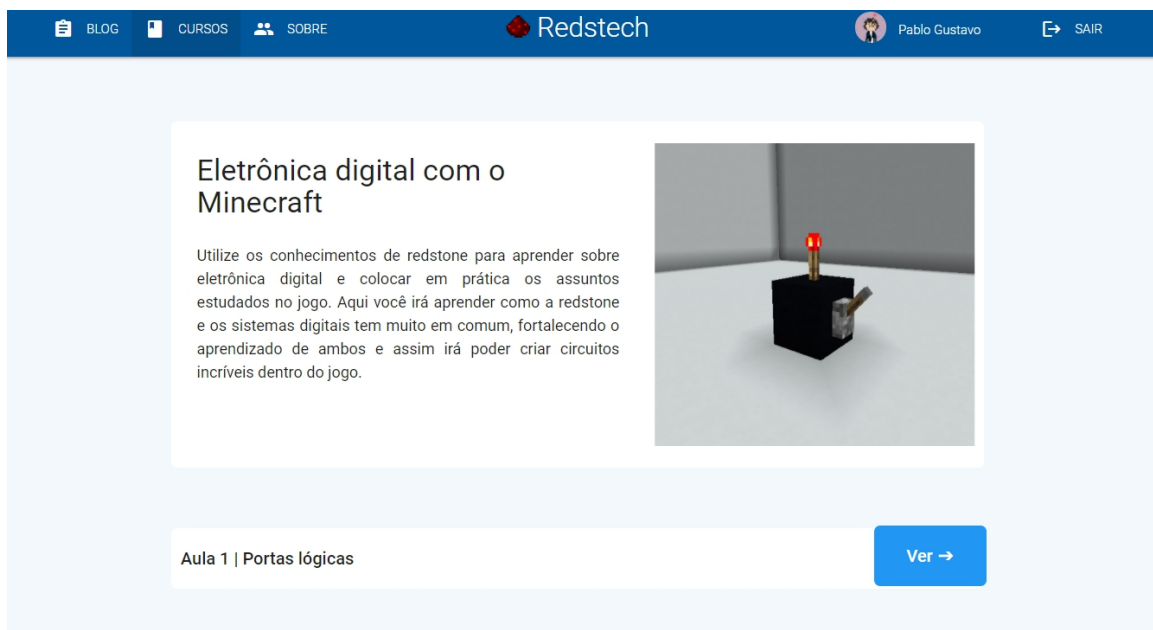 BLOG
CURSOS
SOBRE
Redstech
Pablo Gustavo
SAIR
Eletrônica digital com o
Minecraft
Utilize os conhecimentos de redstone para aprender sobre
eletrônica digital e colocar em prática os assuntos
estudados no jogo. Aqui você irá aprender como a redstone
e os sistemas digitais tem muito em comum, fortalecendo o
aprendizado de ambos e assim irá poder criar circuitos
incríveis dentro do jogo.
Aula 1 | Portas lógicas
Ver ➔